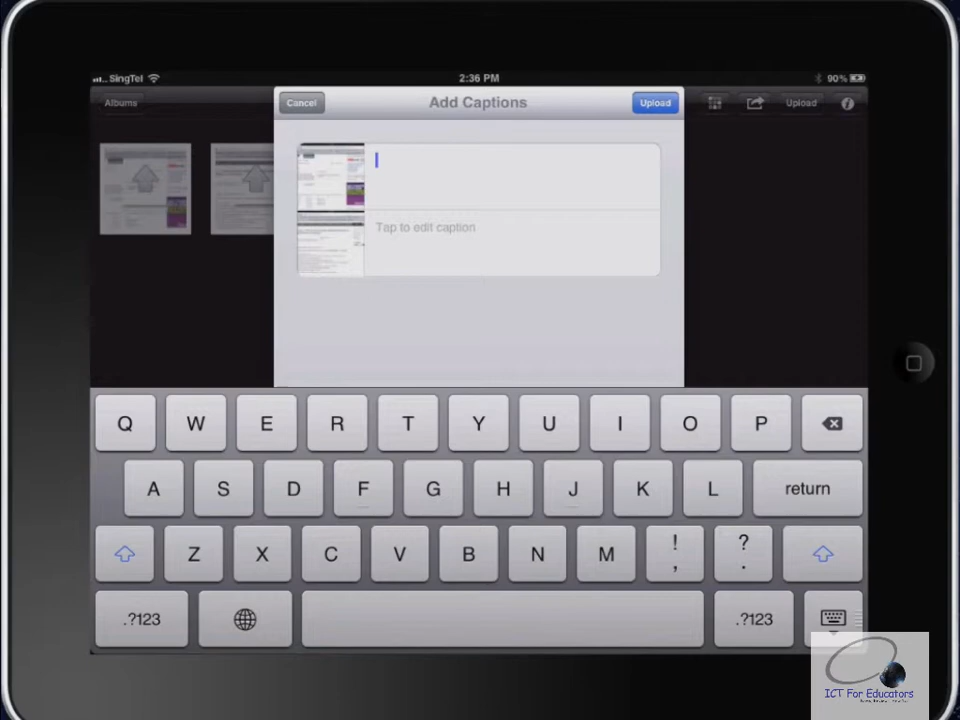 SingTel
2:36 PM
90%
Albums
Cancel
Add Captions
Upload
Upload
Tap to edit caption
Q W E R T Y U I O P
A S D F G H J K L return
Z X C V B N M ! , ? .
.?123
.?123
ICT For Educators